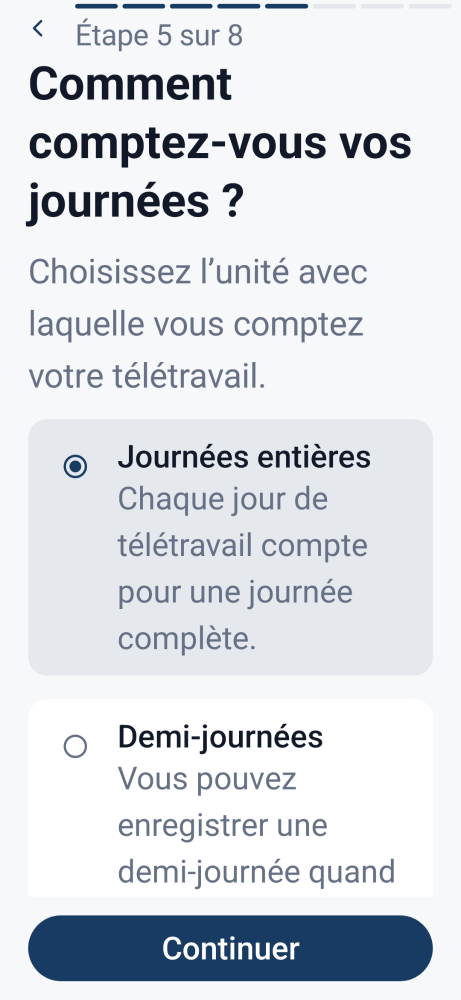 Étape 5 sur 8
Comment
comptez-vous vos
journées ?
Choisissez l’unité avec
laquelle vous comptez
votre télétravail.
Journées entières
Chaque jour de
télétravail compte
pour une journée
complète.
Demi-journées
Vous pouvez
enregistrer une
demi-journée quand
Continuer